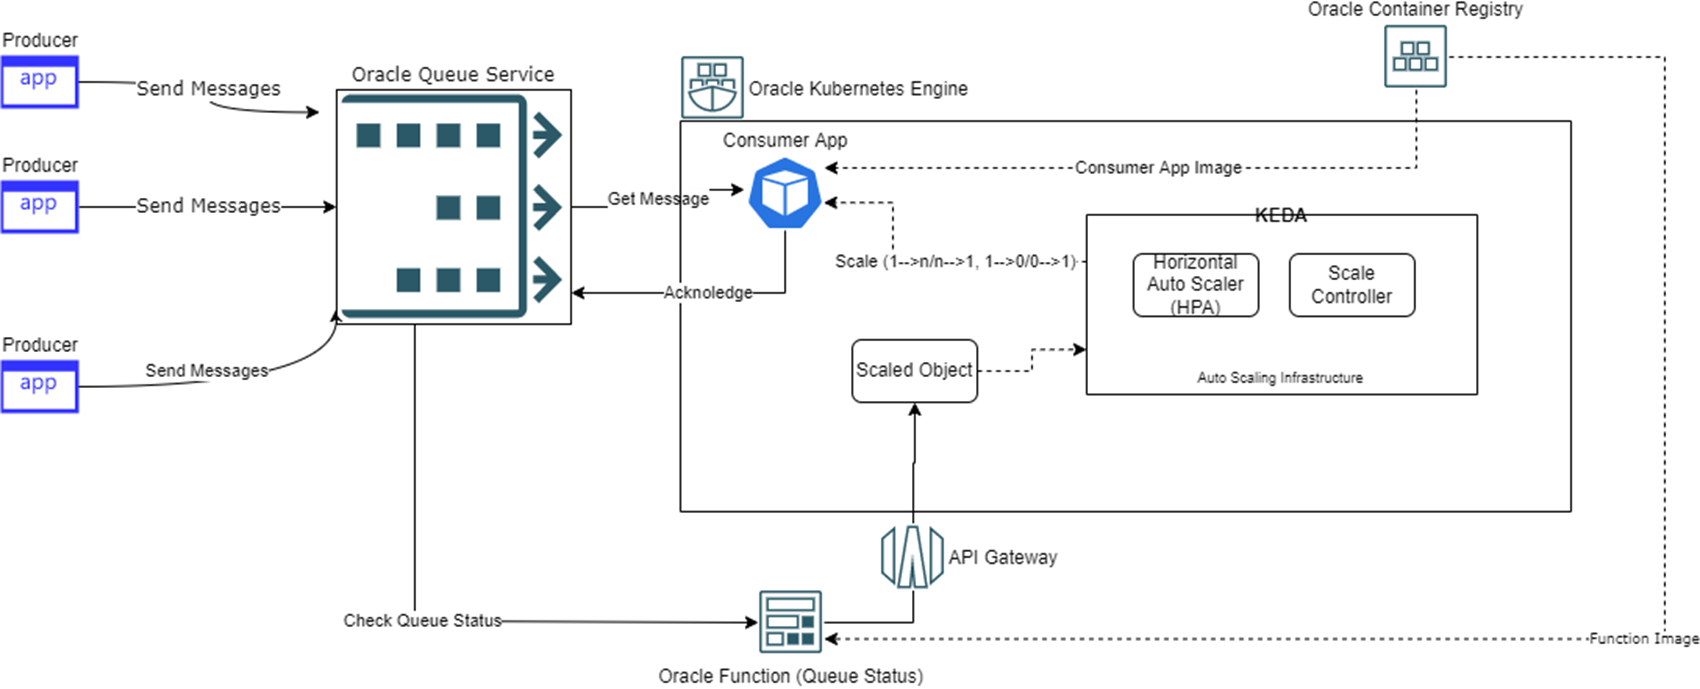 Oracle Container Registry
Producer
app
Send Messages
Oracle Queue Service
Oracle Kubernetes Engine
Consumer App
Consumer App Image
Producer
app
Send Messages
Get Message
KEDA
Scale (1-->n/n-->1, 1-->0/0-->1)
Horizontal
Auto Scaler
(HPA)
Scale
Controller
Acknoledge
Producer
app
Send Messages
Scaled Object
Auto Scaling Infrastructure
API Gateway
Check Queue Status
Function Image
Oracle Function (Queue Status)